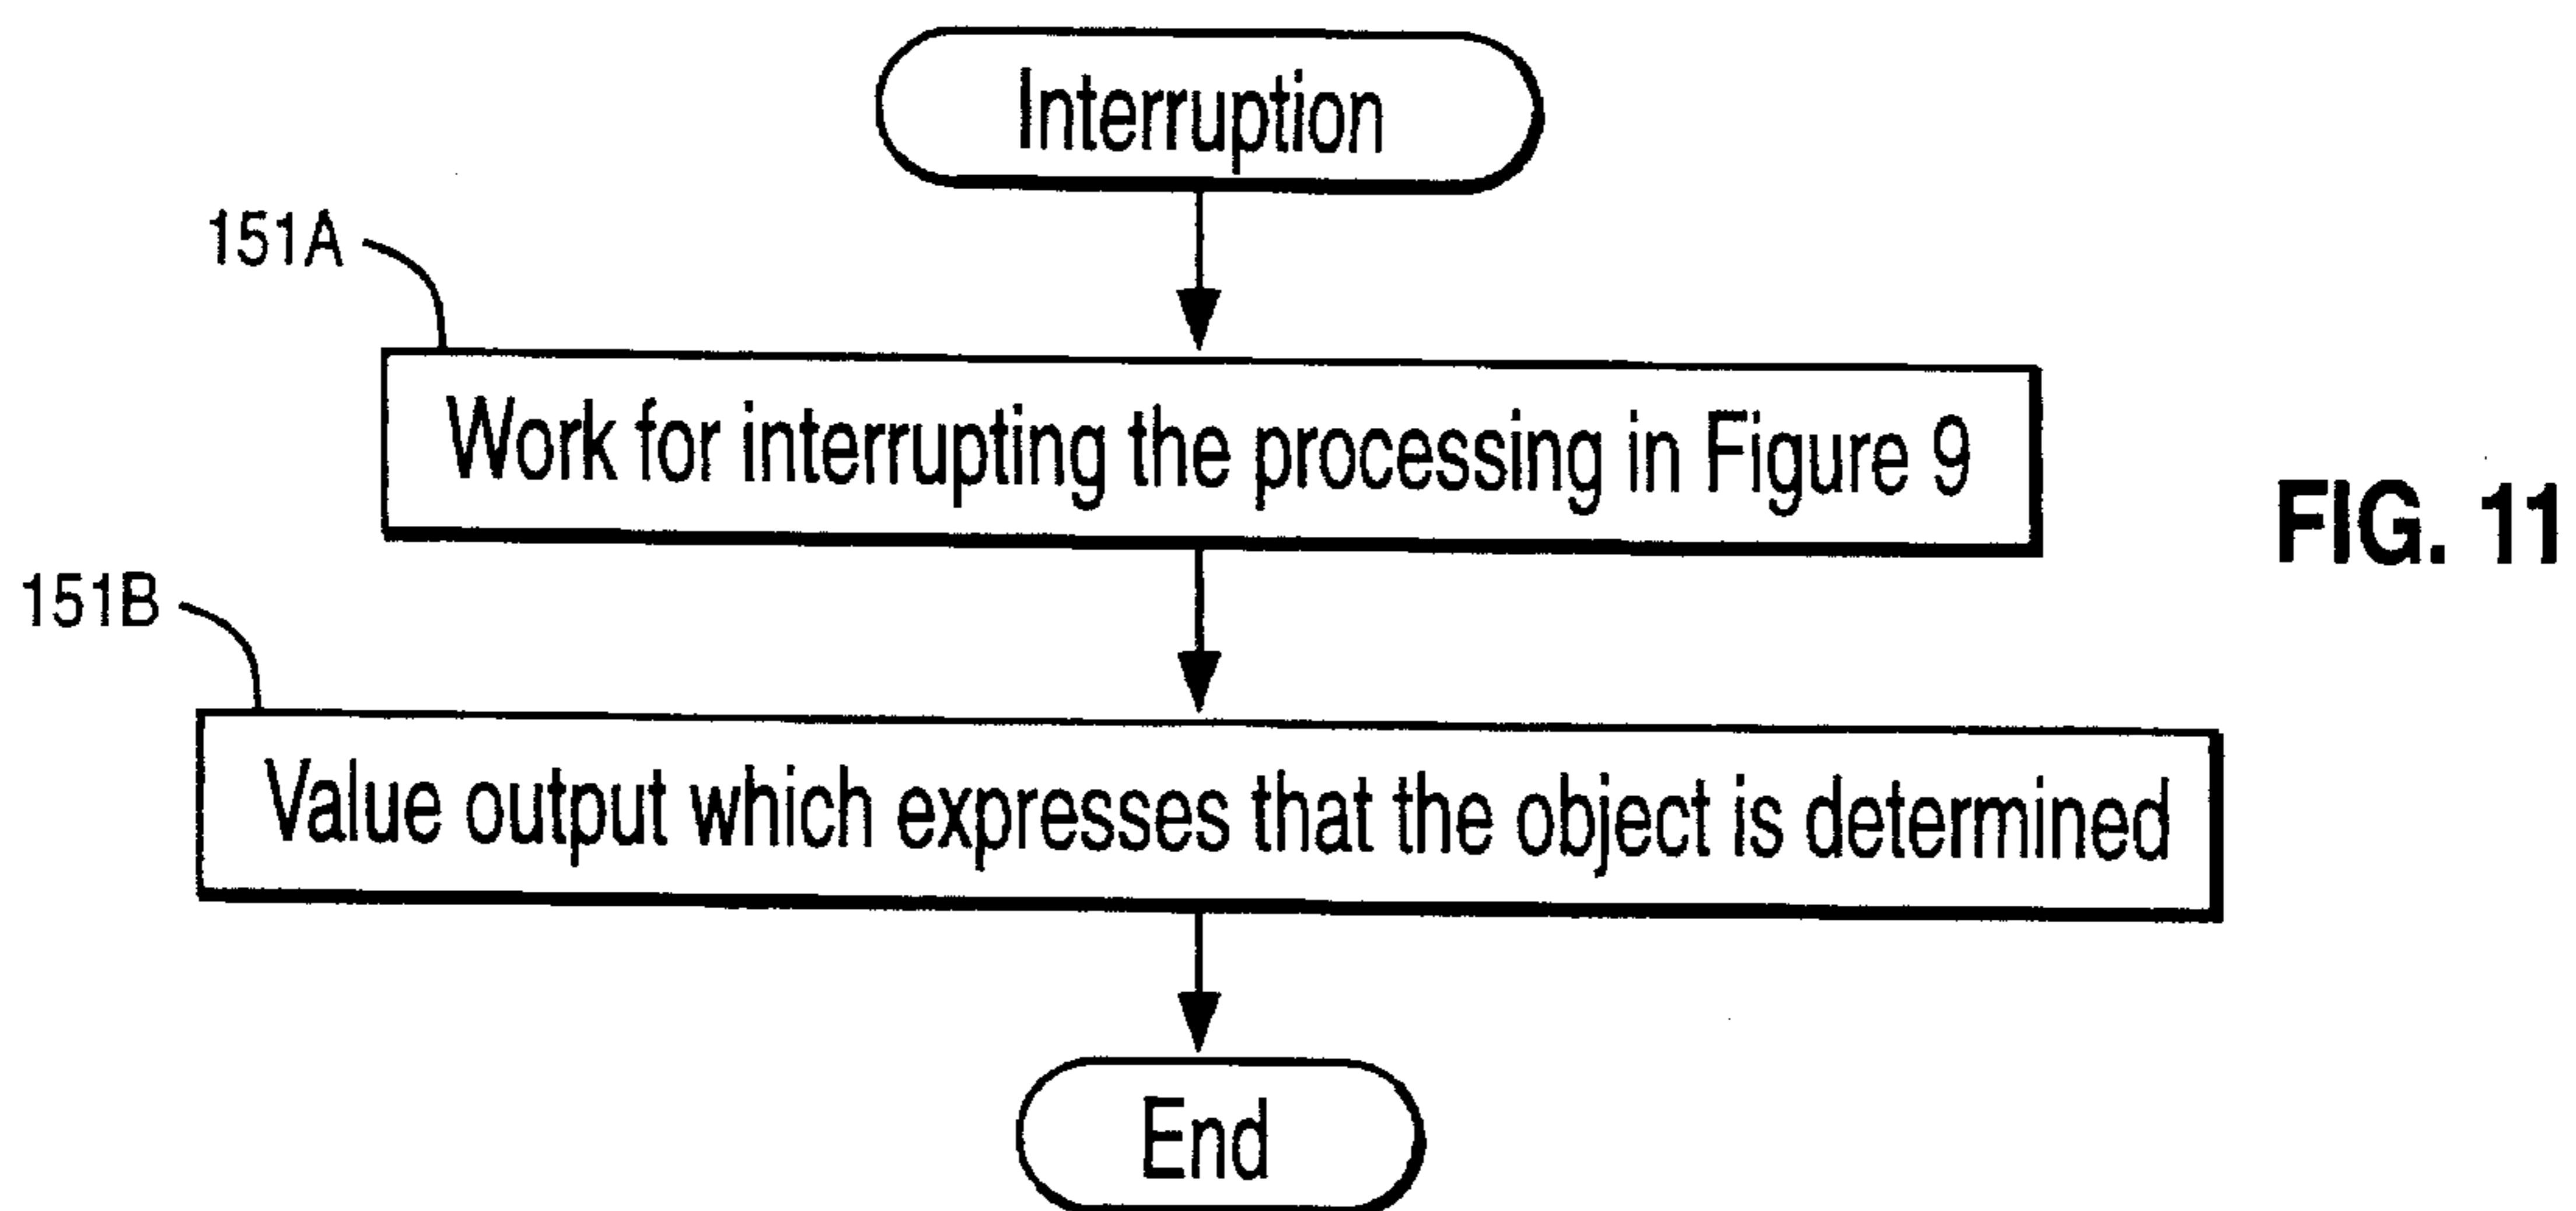 Interruption
151A
Work for interrupting the processing in Figure 9
FIG. 11
151B
Value output which expresses that the object is determined
End